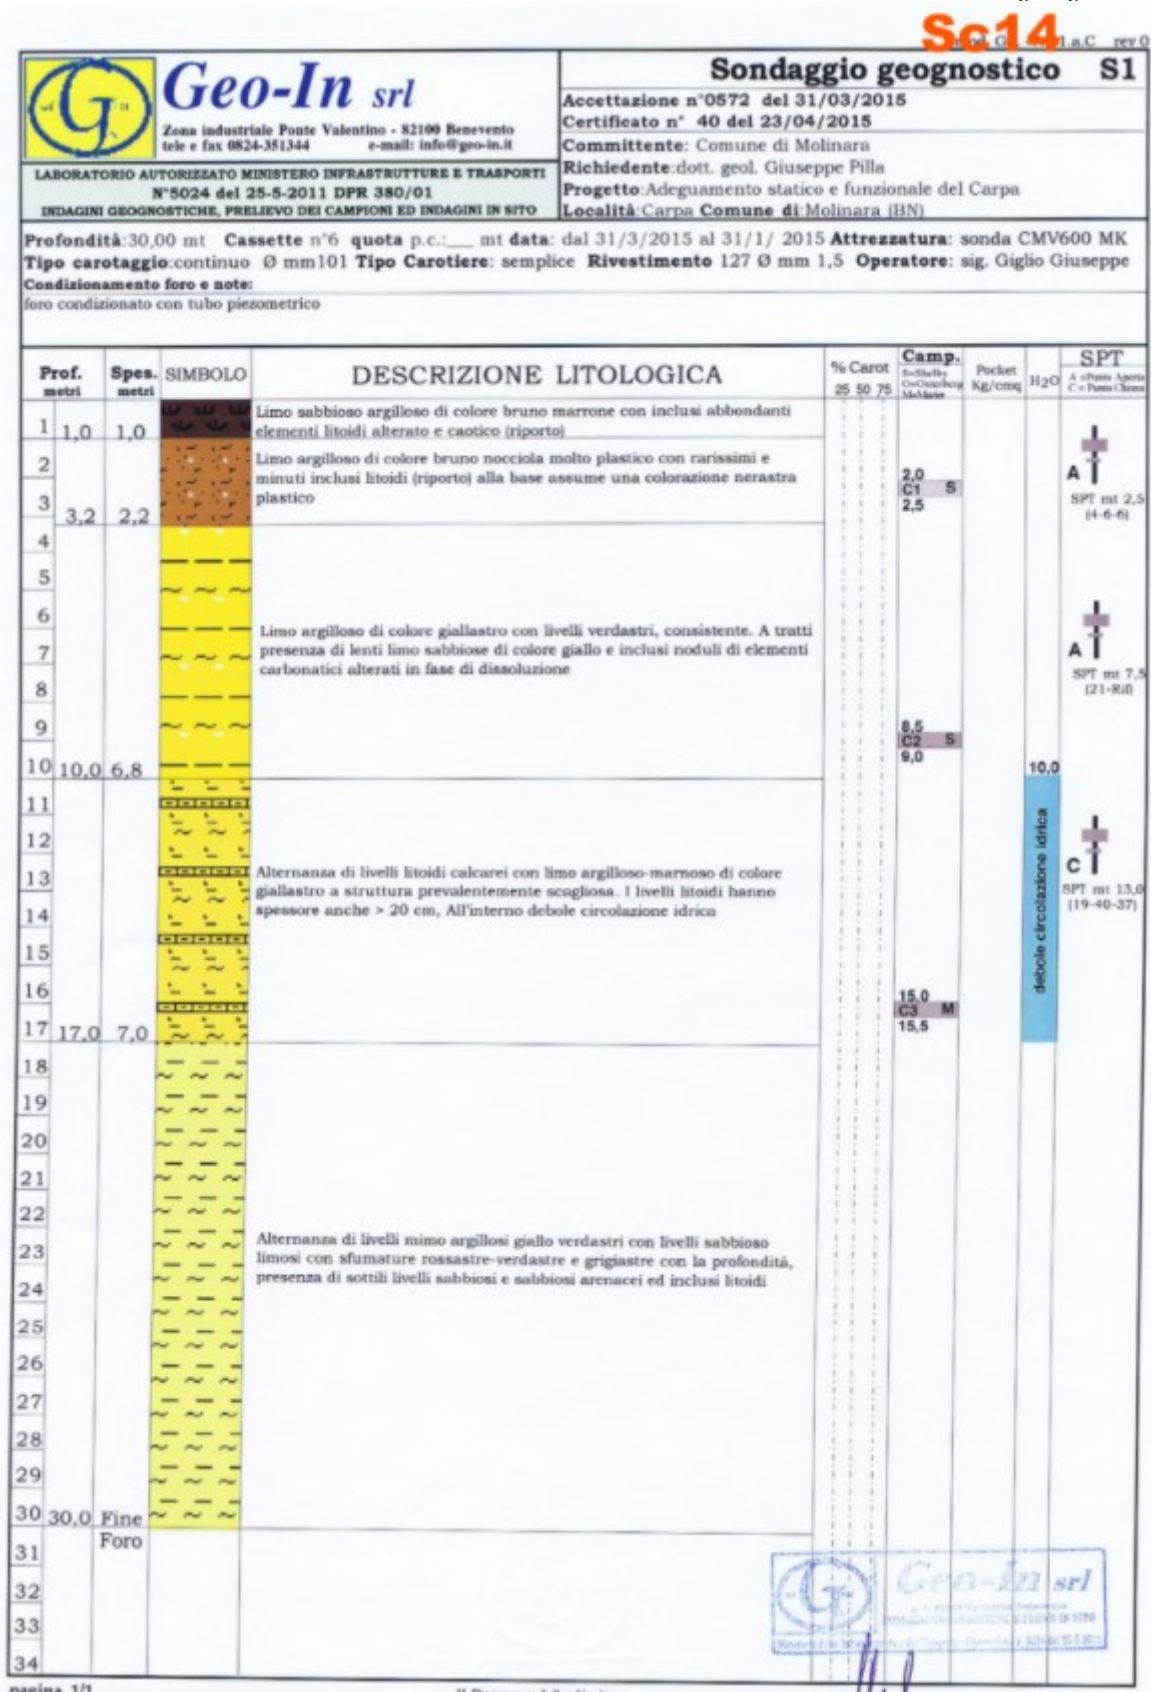 Sc14
1.a.C rev 0
Geo-In srl
Zona industriale Ponte Valentino - 82100 Benevento
tele e fax 0824-351344 e-mail: info@geo-in.it
LABORATORIO AUTORIZZATO MINISTERO INFRASTRUTTURE E TRASPORTI
N°5024 del 25-5-2011 DPR 380/01
INDAGINI GEOGNOSTICHE, PRELIEVO DEI CAMPIONI ED INDAGINI IN SITO
Sondaggio geognostico S1
Accettazione n°0572 del 31/03/2015
Certificato n° 40 del 23/04/2015
Committente: Comune di Molinara
Richiedente:dott. geol. Giuseppe Pilla
Progetto:Adeguamento statico e funzionale del Carpa
Località:Carpa Comune di:Molinara (BN)
Profondità:30,00 mt Cassette n°6 quota p.c.:___ mt data: dal 31/3/2015 al 31/1/ 2015 Attrezzatura: sonda CMV600 MK
Tipo carotaggio:continuo Ø mm101 Tipo Carotiere: semplice Rivestimento 127 Ø mm 1,5 Operatore: sig. Giglio Giuseppe
Condizionamento foro e note:
foro condizionato con tubo piezometrico
Prof. metri
Spes. metri
SIMBOLO
DESCRIZIONE LITOLOGICA
% Carot
25 50 75
Camp.
S=Shelby
O=Osterberg
M=Mazier
Pocket
Kg/cmq
H2O
SPT
A =Punta Aperta
C = Punta Chiusa
1 1,0 1,0
Limo sabbioso argilloso di colore bruno marrone con inclusi abbondanti
elementi litoidi alterato e caotico (riporto)
2
3 3,2 2,2
Limo argilloso di colore bruno nocciola molto plastico con rarissimi e
minuti inclusi litoidi (riporto) alla base assume una colorazione nerastra
plastico
2,0
C1 S
2,5
A
SPT mt 2,5
(4-6-6)
4
5
6
7
8
9
10 10,0 6,8
Limo argilloso di colore giallastro con livelli verdastri, consistente. A tratti
presenza di lenti limo sabbiose di colore giallo e inclusi noduli di elementi
carbonatici alterati in fase di dissoluzione
8,5
C2 S
9,0
A
SPT mt 7,5
(21-Rif)
11
12
13
14
15
16
17 17,0 7,0
Alternanza di livelli litoidi calcarei con limo argilloso-marnoso di colore
giallastro a struttura prevalentemente scagliosa. I livelli litoidi hanno
spessore anche > 20 cm, All'interno debole circolazione idrica
15,0
C3 M
15,5
10,0
debole circolazione idrica
C
SPT mt 13,0
(19-40-37)
18
19
20
21
22
23
24
25
26
27
28
29
30 30,0 Fine
Foro
Alternanza di livelli mimo argillosi giallo verdastri con livelli sabbioso
limosi con sfumature rossastre-verdastre e grigiastre con la profondità,
presenza di sottili livelli sabbiosi e sabbiosi arenacei ed inclusi litoidi
31
32
33
34
Geo-In srl
pagina 1/1